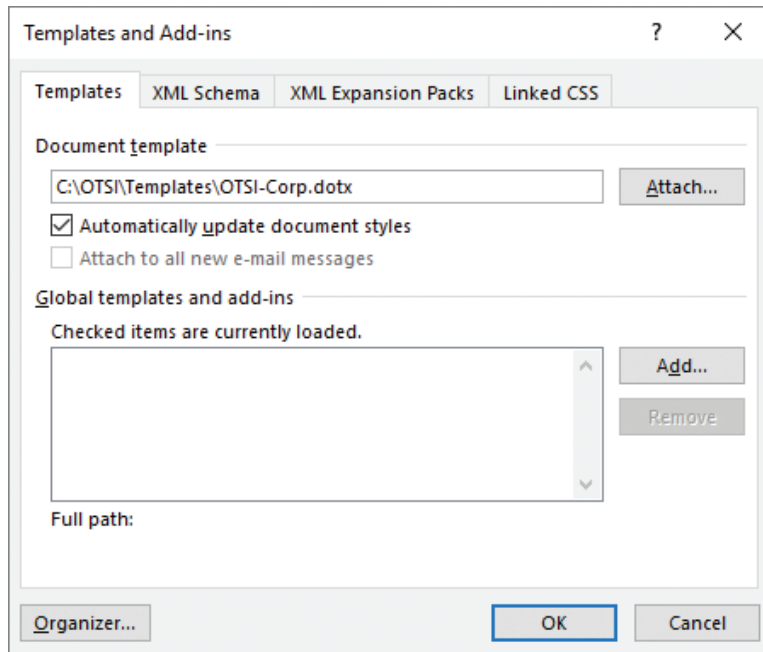 Templates and Add-ins ? ×
Templates XML Schema XML Expansion Packs Linked CSS
Document template
C:\OTSI\Templates\OTSI-Corp.dotx Attach...
Automatically update document styles
Attach to all new e-mail messages
Global templates and add-ins
Checked items are currently loaded.
Add...
Remove
Full path:
Organizer... OK Cancel